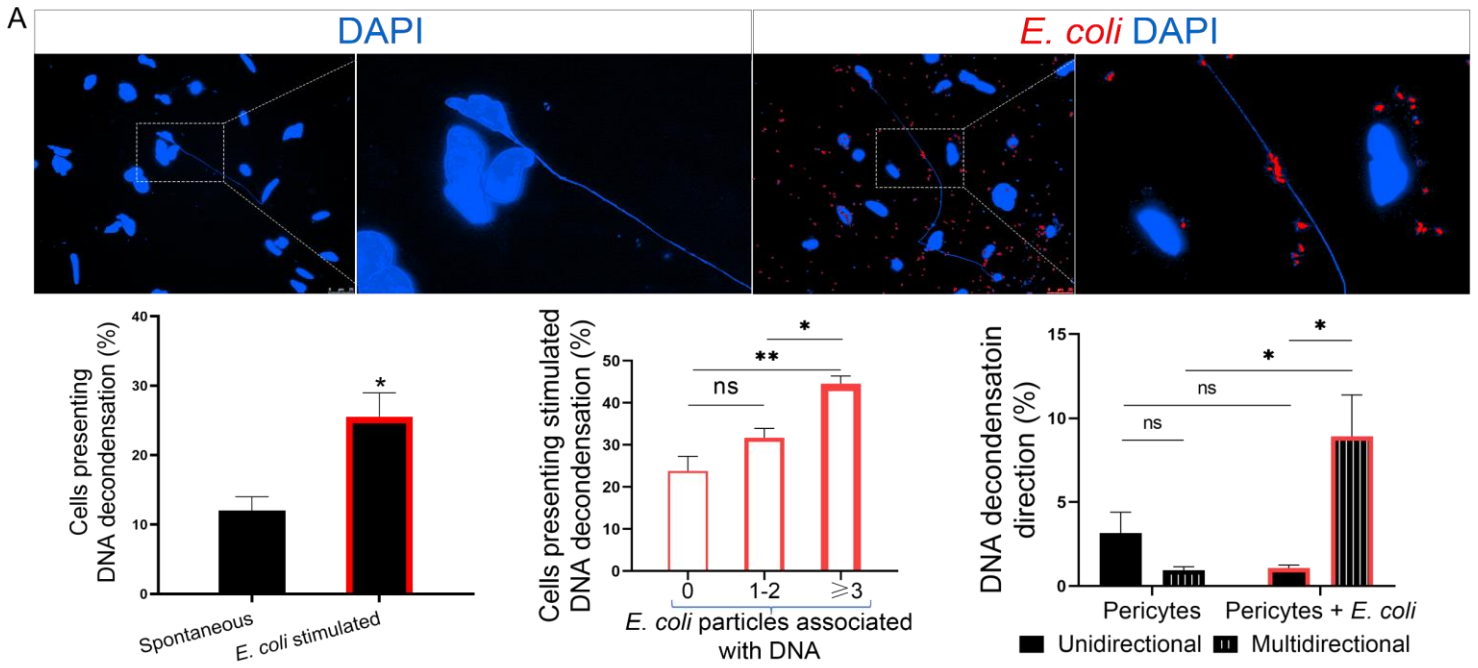 A
DAPI
E. coli DAPI
Cells presenting
DNA decondensation (%)
40
30
20
10
0
*
Spontaneous
E. coli stimulated
Cells presenting stimulated
DNA decondensation (%)
50
40
30
20
10
0
ns
**
*
0
1-2
⩾3
E. coli particles associated
with DNA
DNA decondensatoin
direction (%)
15
10
5
0
ns
ns
*
*
Pericytes
Pericytes + E. coli
Unidirectional
Multidirectional